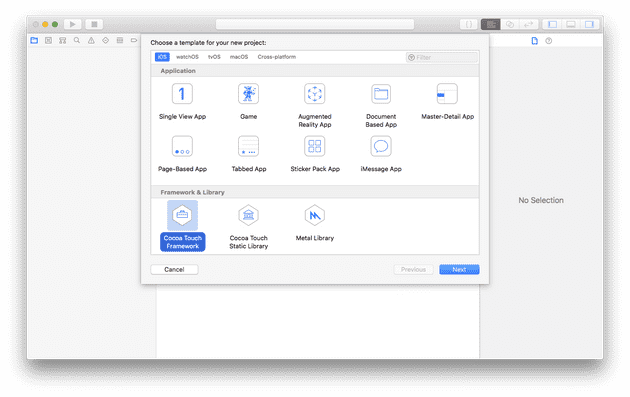 Choose a template for your new project:
iOS watchOS tvOS macOS Cross-platform Filter
Application
1
Single View App Game Augmented Reality App Document Based App Master-Detail App
Page-Based App Tabbed App Sticker Pack App iMessage App
Framework & Library
Cocoa Touch Framework Cocoa Touch Static Library Metal Library
No Selection
Cancel Previous Next